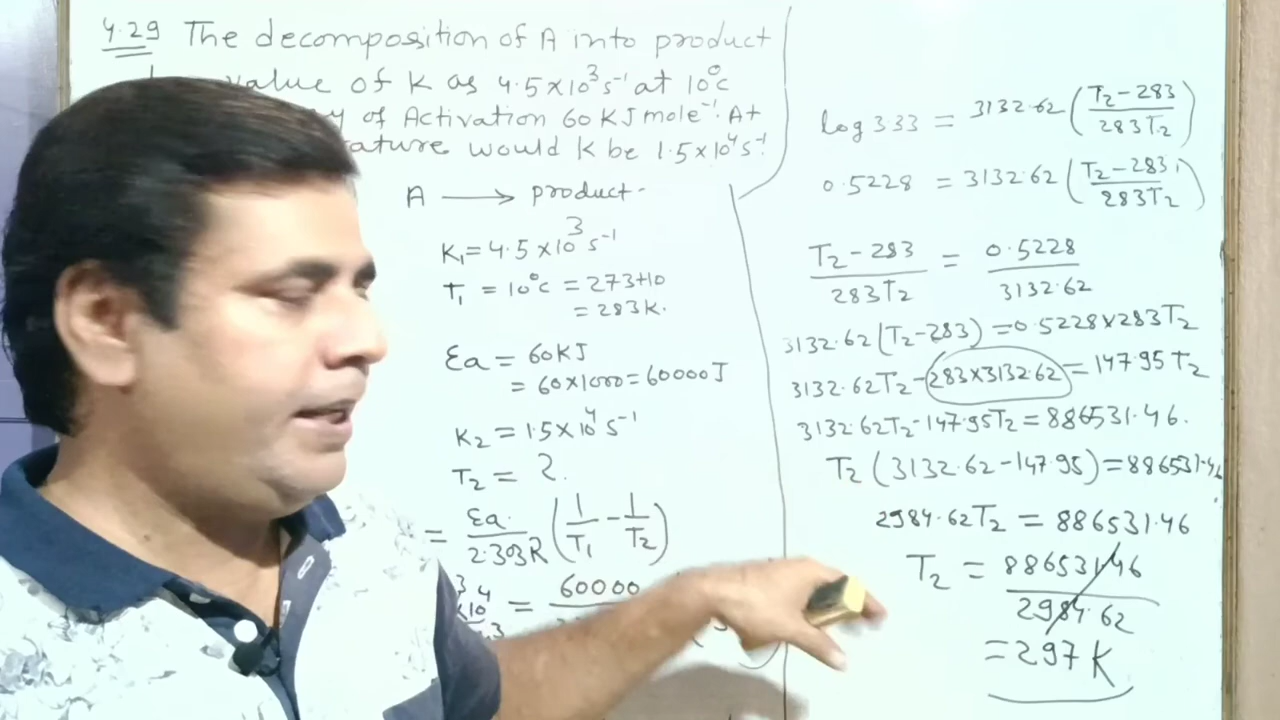 4.29 The decomposition of A into product
value of K as 4.5×10³s⁻¹ at 10°c
of Activation 60 KJ mole⁻¹. At
would K be 1.5×10⁴s⁻¹.
A → product.
K₁ = 4.5×10³ s⁻¹
T₁ = 10°c = 273+10
= 283K.
Ea = 60KJ
= 60×1000 = 60000J
K₂ = 1.5×10⁴ s⁻¹
T₂ = ?.
= Ea/2.303R (1/T₁ - 1/T₂)
= 60000
log 3.33 = 3132.62 (T₂-283/283T₂)
0.5228 = 3132.62 (T₂-283/283T₂)
T₂-283/283T₂ = 0.5228/3132.62
3132.62(T₂-283) = 0.5228×283T₂
3132.62T₂-283×3132.62 = 147.95T₂
3132.62T₂-147.95T₂ = 886531.46.
T₂(3132.62-147.95) = 886531.46
2984.62T₂ = 886531.46
T₂ = 886531.46/2984.62
= 297 K